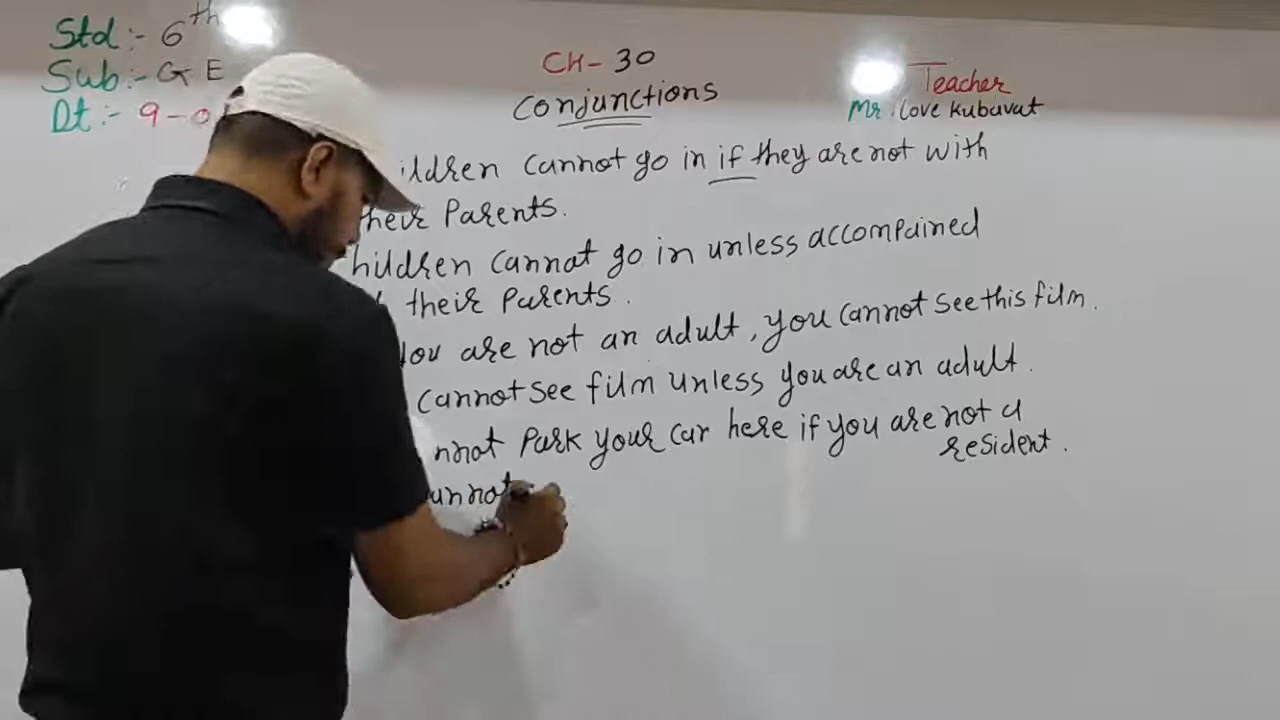 Std :- 6th
Sub :- G E
Dt :- 9-0
CH- 30
Conjunctions
Teacher
Mr. Love Kubavat
ildren cannot go in if they are not with
their Parents.
hildren cannot go in unless accompained
their Parents.
You are not an adult, you cannot see this film.
cannot see film unless you are an adult.
nnot Park your car here if you are not a
resident.
annot